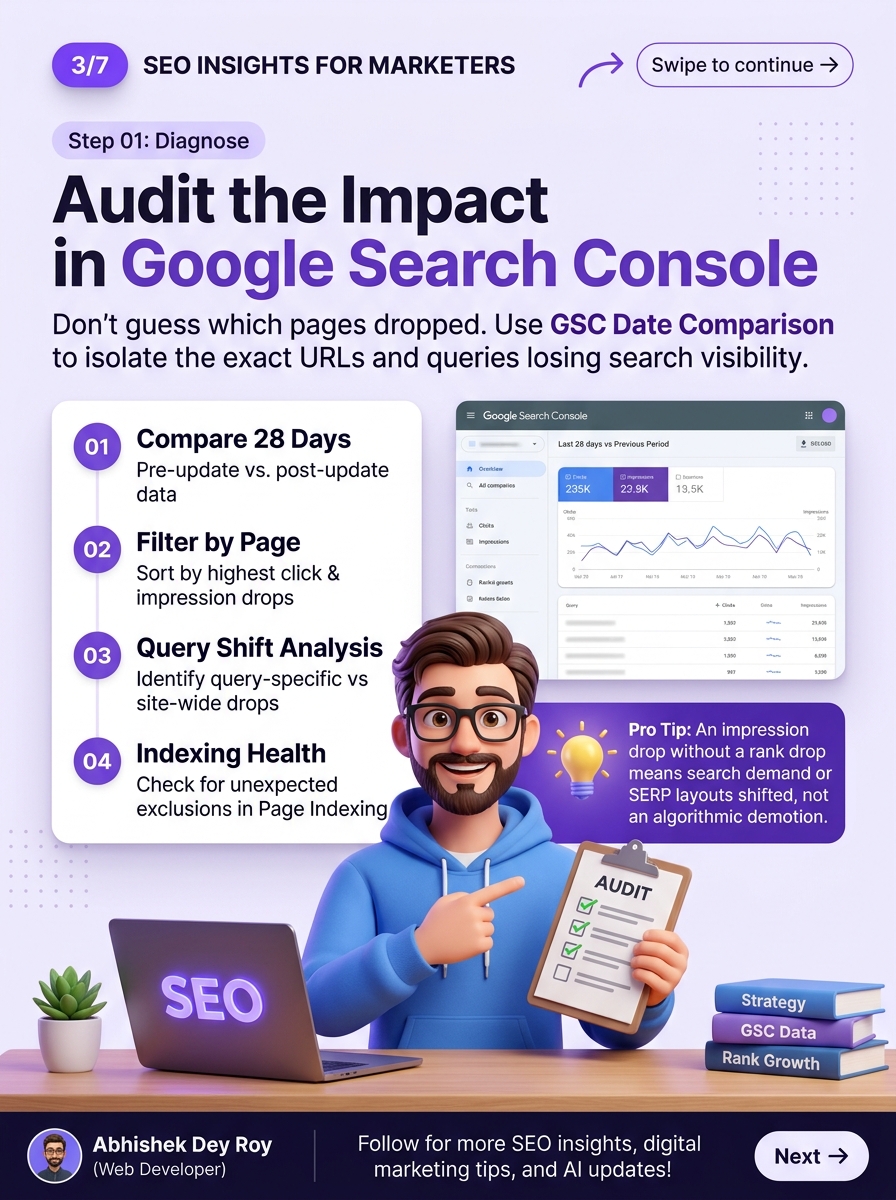 3/7
SEO INSIGHTS FOR MARKETERS
Swipe to continue →
Step 01: Diagnose
Audit the Impact
in Google Search Console
Don't guess which pages dropped. Use GSC Date Comparison
to isolate the exact URLs and queries losing search visibility.
01
Compare 28 Days
Pre-update vs. post-update
data
02
Filter by Page
Sort by highest click &
impression drops
03
Query Shift Analysis
Identify query-specific vs
site-wide drops
04
Indexing Health
Check for unexpected
exclusions in Page Indexing
Google Search Console
Last 28 days vs Previous Period
Overview
All companies
Impressions
235K
23.9K
13,5K
Impressions
Query
Impressions
Pro Tip: An impression
drop without a rank drop
means search demand or
SERP layouts shifted, not
an algorithmic demotion.
AUDIT
SEO
Strategy
GSC Data
Rank Growth
Abhishek Dey Roy
(Web Developer)
Follow for more SEO insights, digital
marketing tips, and AI updates!
Next →